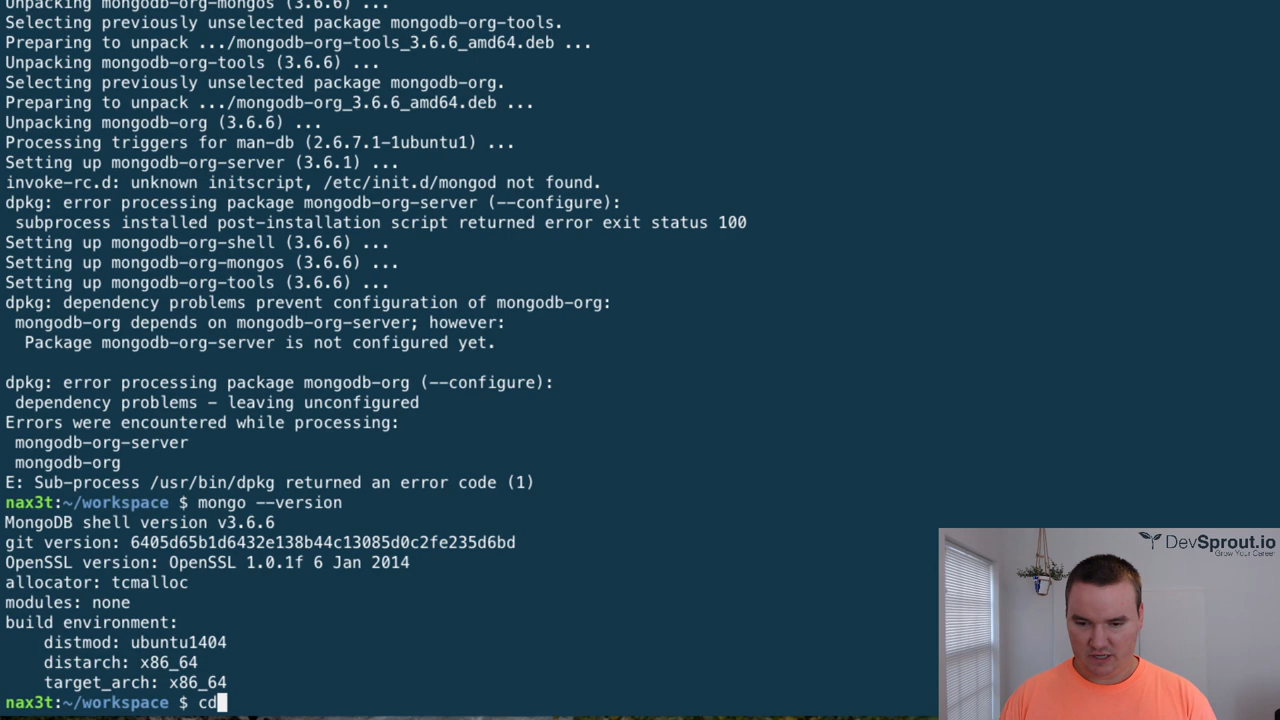 Unpacking mongodb-org-mongos (3.6.6) ...
Selecting previously unselected package mongodb-org-tools.
Preparing to unpack .../mongodb-org-tools_3.6.6_amd64.deb ...
Unpacking mongodb-org-tools (3.6.6) ...
Selecting previously unselected package mongodb-org.
Preparing to unpack .../mongodb-org_3.6.6_amd64.deb ...
Unpacking mongodb-org (3.6.6) ...
Processing triggers for man-db (2.6.7.1-1ubuntu1) ...
Setting up mongodb-org-server (3.6.1) ...
invoke-rc.d: unknown initscript, /etc/init.d/mongod not found.
dpkg: error processing package mongodb-org-server (--configure):
 subprocess installed post-installation script returned error exit status 100
Setting up mongodb-org-shell (3.6.6) ...
Setting up mongodb-org-mongos (3.6.6) ...
Setting up mongodb-org-tools (3.6.6) ...
dpkg: dependency problems prevent configuration of mongodb-org:
 mongodb-org depends on mongodb-org-server; however:
  Package mongodb-org-server is not configured yet.
dpkg: error processing package mongodb-org (--configure):
 dependency problems - leaving unconfigured
Errors were encountered while processing:
 mongodb-org-server
 mongodb-org
E: Sub-process /usr/bin/dpkg returned an error code (1)
nax3t:~/workspace $ mongo --version
MongoDB shell version v3.6.6
git version: 6405d65b1d6432e138b44c13085d0c2fe235d6bd
OpenSSL version: OpenSSL 1.0.1f 6 Jan 2014
allocator: tcmalloc
modules: none
build environment:
    distmod: ubuntu1404
    distarch: x86_64
    target_arch: x86_64
nax3t:~/workspace $ cd
DevSprout.io
Grow Your Career